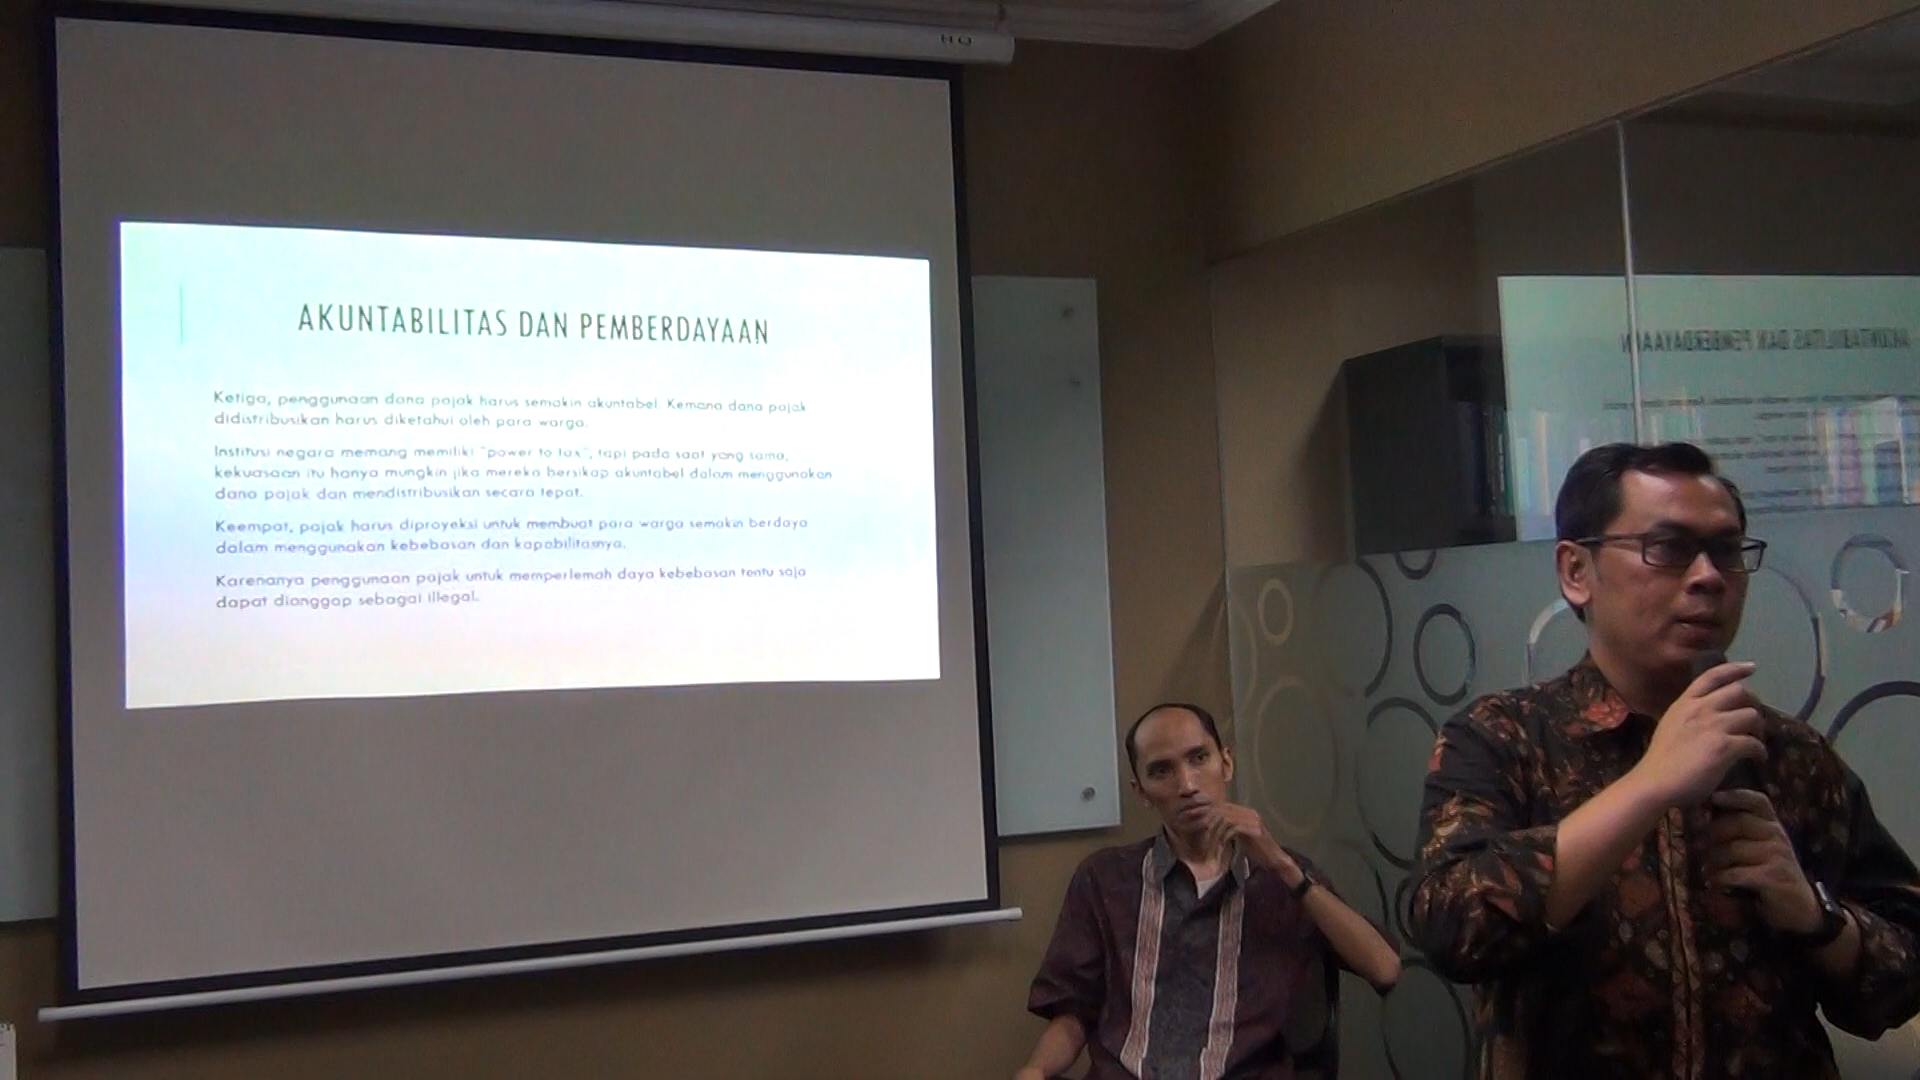 AKUNTABILITAS DAN PEMBERDAYAAN
Ketiga, penggunaan dana pajak harus semakin akuntabel. Kemana dana pajak
didistribusikan harus diketahui oleh para warga.
Institusi negara memang memiliki "power to tax", tapi pada saat yang sama,
kekuasaan itu hanya mungkin jika mereka bersikap akuntabel dalam menggunakan
dana pajak dan mendistribusikan secara tepat.
Keempat, pajak harus diproyeksi untuk membuat para warga semakin berdaya
dalam menggunakan kebebasan dan kapabilitasnya.
Karenanya penggunaan pajak untuk memperlemah daya kebebasan tentu saja
dapat dianggap sebagai illegal.
AKUNTABILITAS DAN PEMBERDAYAAN